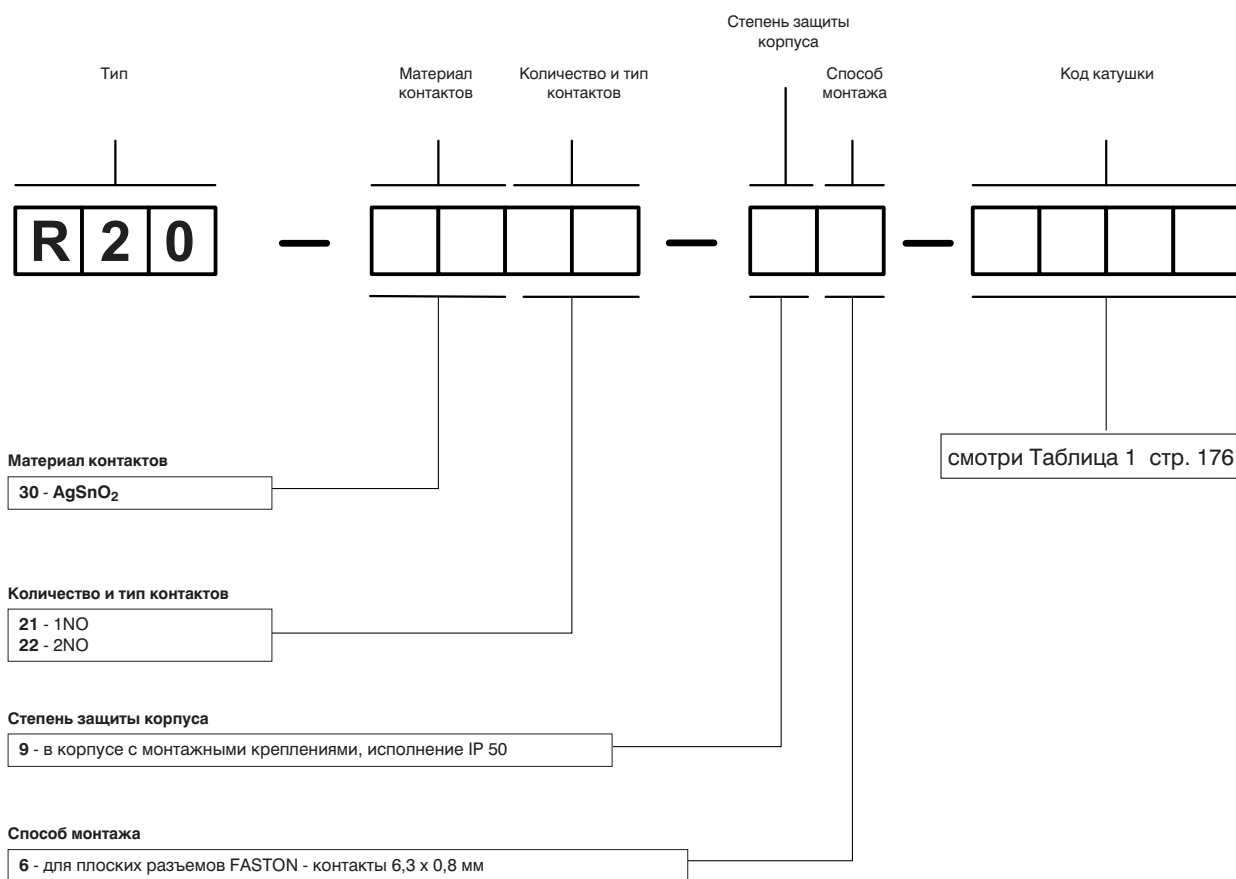 Степень защиты
корпуса
Тип
Материал
контактов
Количество и тип
контактов
Способ
монтажа
Код катушки
R 2 0 — — —
смотри Таблица 1 стр. 176
Материал контактов
30 - AgSnO2
Количество и тип контактов
21 - 1NO
22 - 2NO
Степень защиты корпуса
9 - в корпусе с монтажными креплениями, исполнение IP 50
Способ монтажа
6 - для плоских разъемов FASTON - контакты 6,3 x 0,8 мм